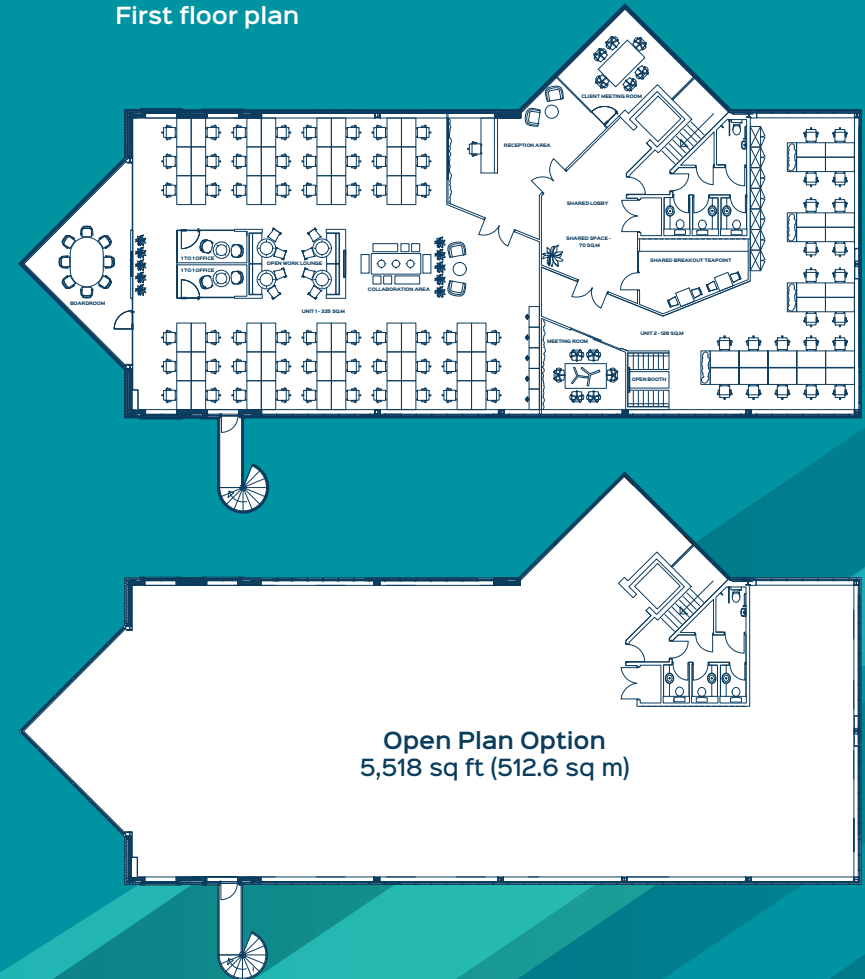 First floor plan
CLIENT MEETING ROOM
RECEPTION AREA
SHARED LOBBY
SHARED SPACE -
70 SQ.M
SHARED BREAKOUT TEAPOINT
1 TO 1 OFFICE
1 TO 1 OFFICE
OPEN WORK LOUNGE
COLLABORATION AREA
BOARDROOM
UNIT 1 - 335 SQ.M
UNIT 2 - 128 SQ.M
MEETING ROOM
OPEN BOOTH
Open Plan Option
5,518 sq ft (512.6 sq m)